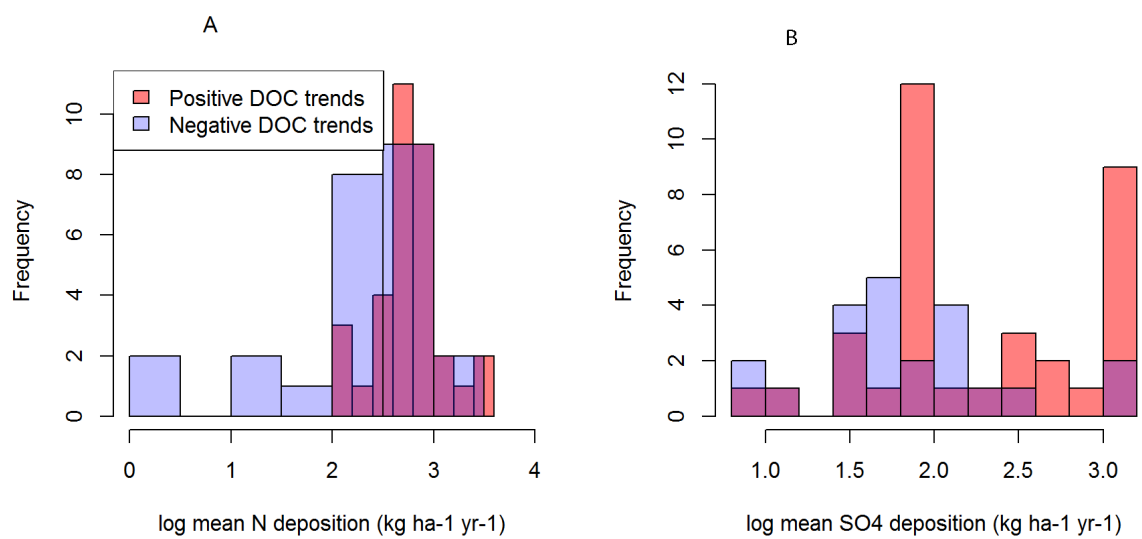 A
Positive DOC trends
Negative DOC trends
Frequency
0
2
4
6
8
10
0
1
2
3
4
log mean N deposition (kg ha-1 yr-1)
B
Frequency
0
2
4
6
8
10
12
1.0
1.5
2.0
2.5
3.0
log mean SO4 deposition (kg ha-1 yr-1)